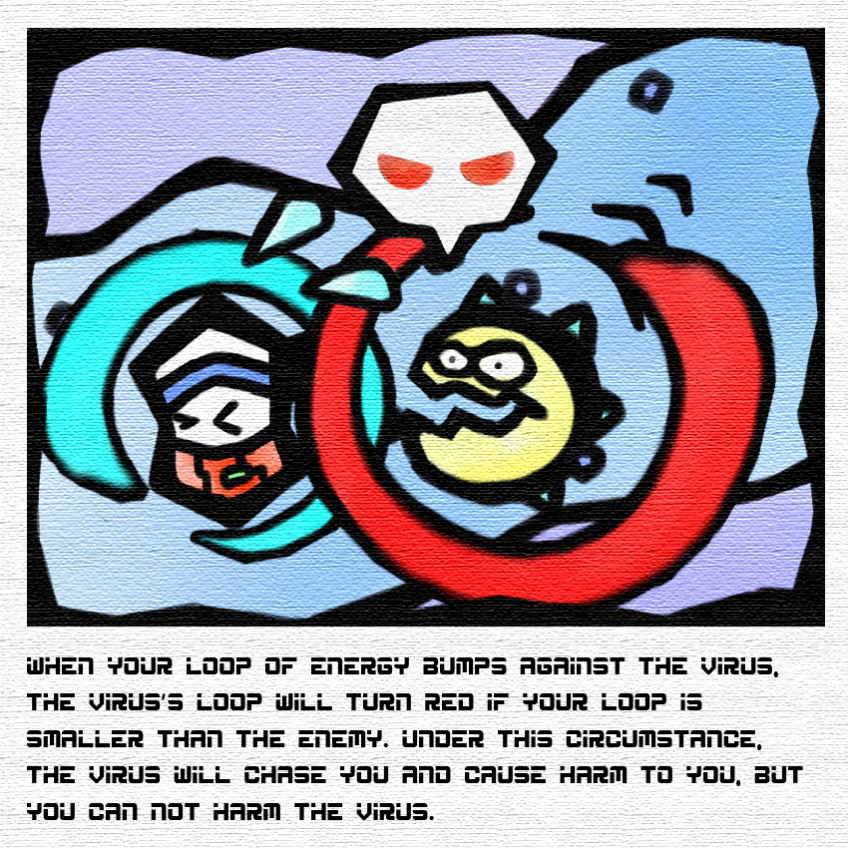 WHEN YOUR LOOP OF ENERGY BUMPS AGAINST THE VIRUS,
THE VIRUS'S LOOP WILL TURN RED IF YOUR LOOP IS
SMALLER THAN THE ENEMY. UNDER THIS CIRCUMSTANCE,
THE VIRUS WILL CHASE YOU AND CAUSE HARM TO YOU, BUT
YOU CAN NOT HARM THE VIRUS.